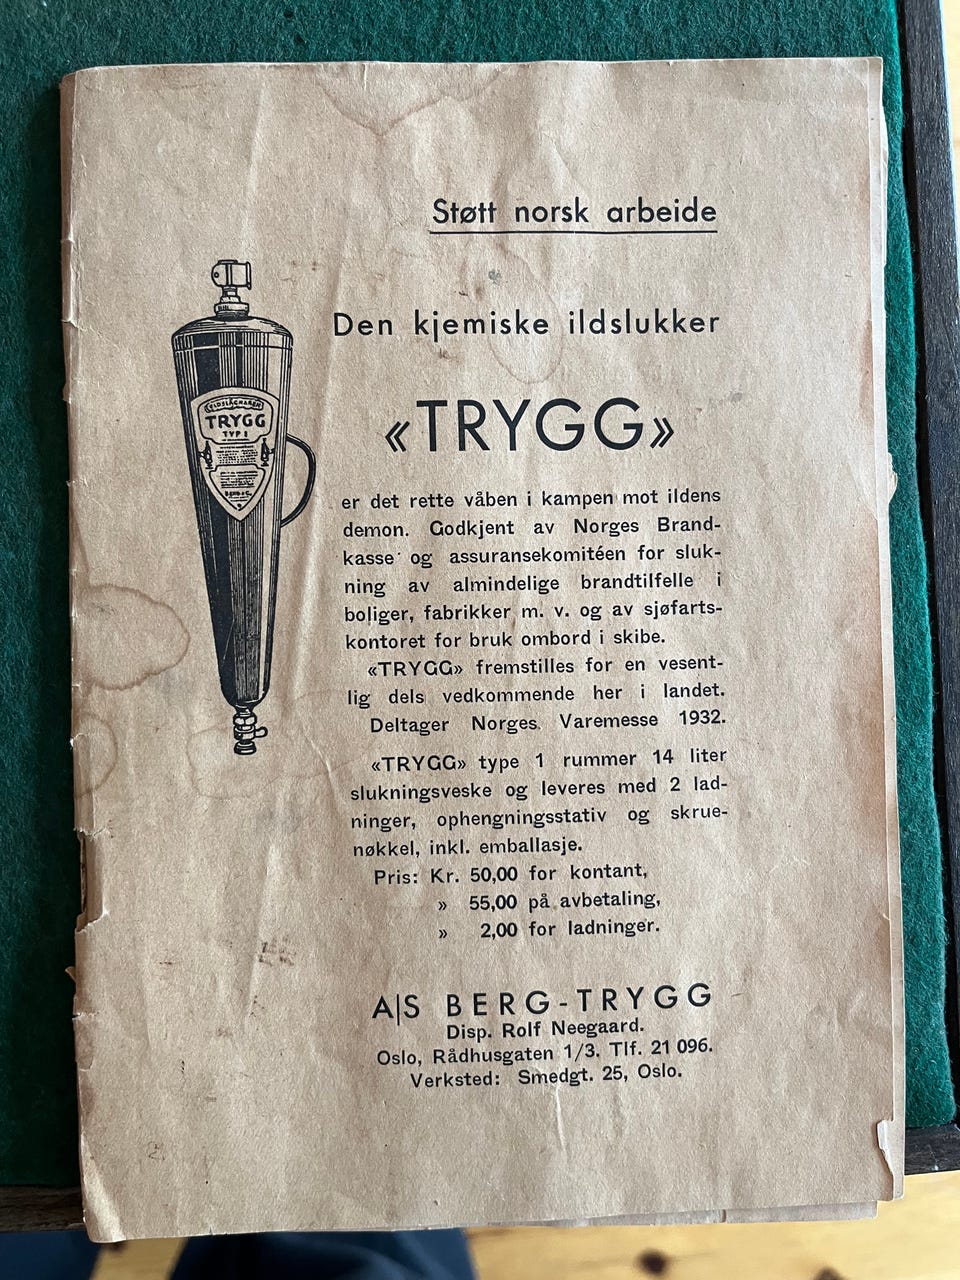 Støtt norsk arbeide
Den kjemiske ildslukker
«TRYGG»
er det rette våben i kampen mot ildens
demon. Godkjent av Norges Brand-
kasse og assuransekomitéen for sluk-
ning av almindelige brandtilfelle i
boliger, fabrikker m. v. og av sjøfarts-
kontoret for bruk ombord i skibe.
«TRYGG» fremstilles for en vesent-
lig dels vedkommende her i landet.
Deltager Norges Varemesse 1932.
«TRYGG» type 1 rummer 14 liter
slukningsveske og leveres med 2 lad-
ninger, ophengningsstativ og skrue-
nøkkel, inkl. emballasje.
Pris: Kr. 50,00 for kontant,
» 55,00 på avbetaling,
» 2,00 for ladninger.
A|S BERG-TRYGG
Disp. Rolf Neegaard.
Oslo, Rådhusgaten 1/3. Tlf. 21 096.
Verksted: Smedgt. 25, Oslo.
TRYGG
TYP 1